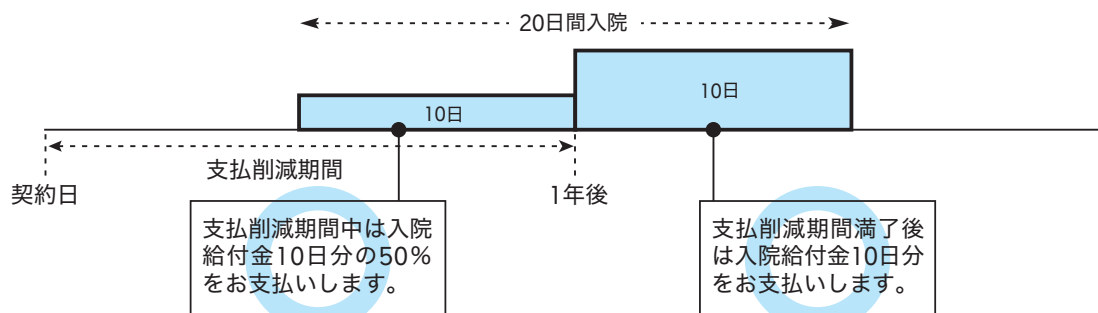 20日間入院
10日
10日
支払削減期間
契約日
1年後
支払削減期間中は入院
給付金10日分の50%
をお支払いします。
支払削減期間満了後
は入院給付金10日分
をお支払いします。